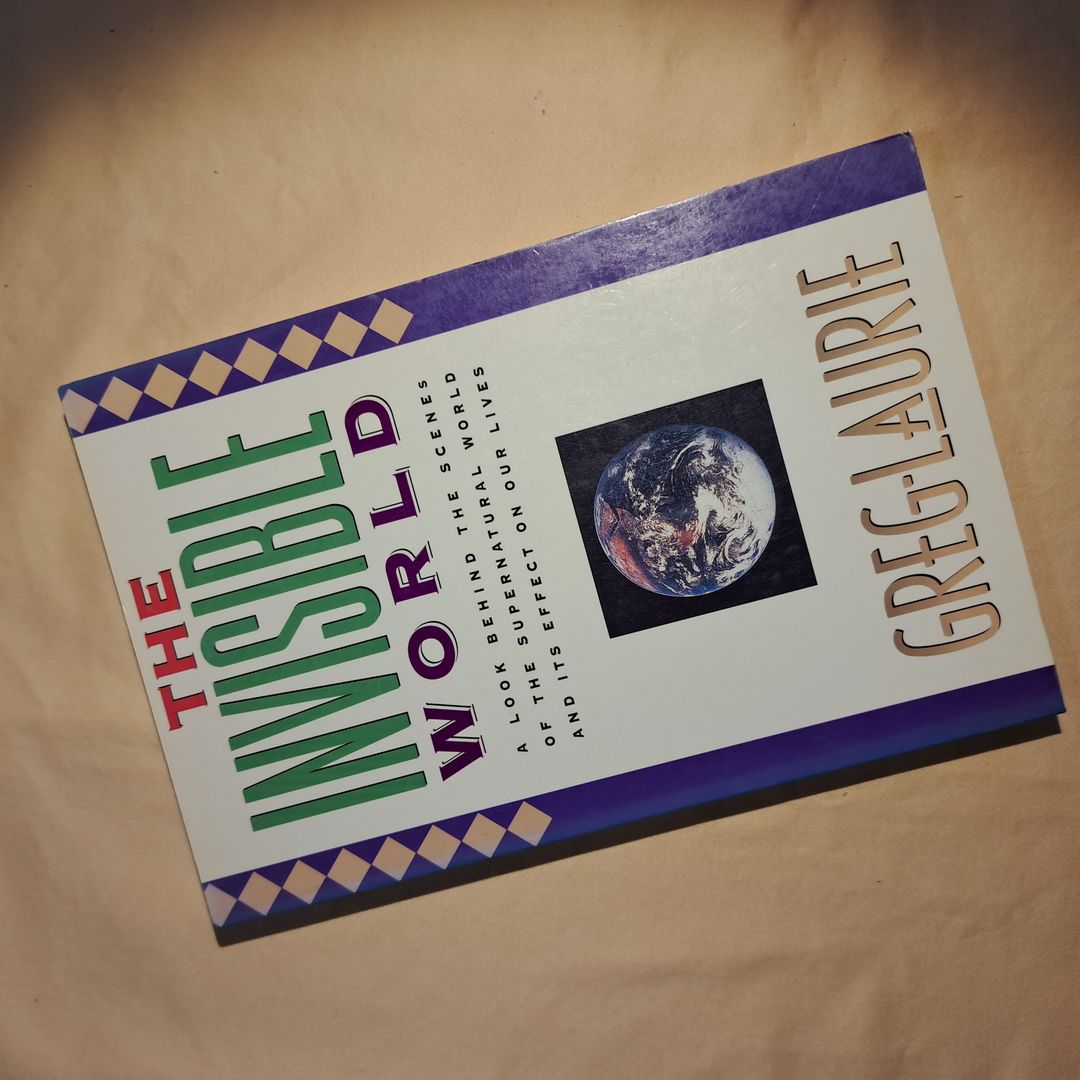 THE
INVISIBLE
WORLD
A LOOK BEHIND THE SCENES
OF THE SUPERNATURAL WORLD
AND ITS EFFECT ON OUR LIVES
GREG LAURIE